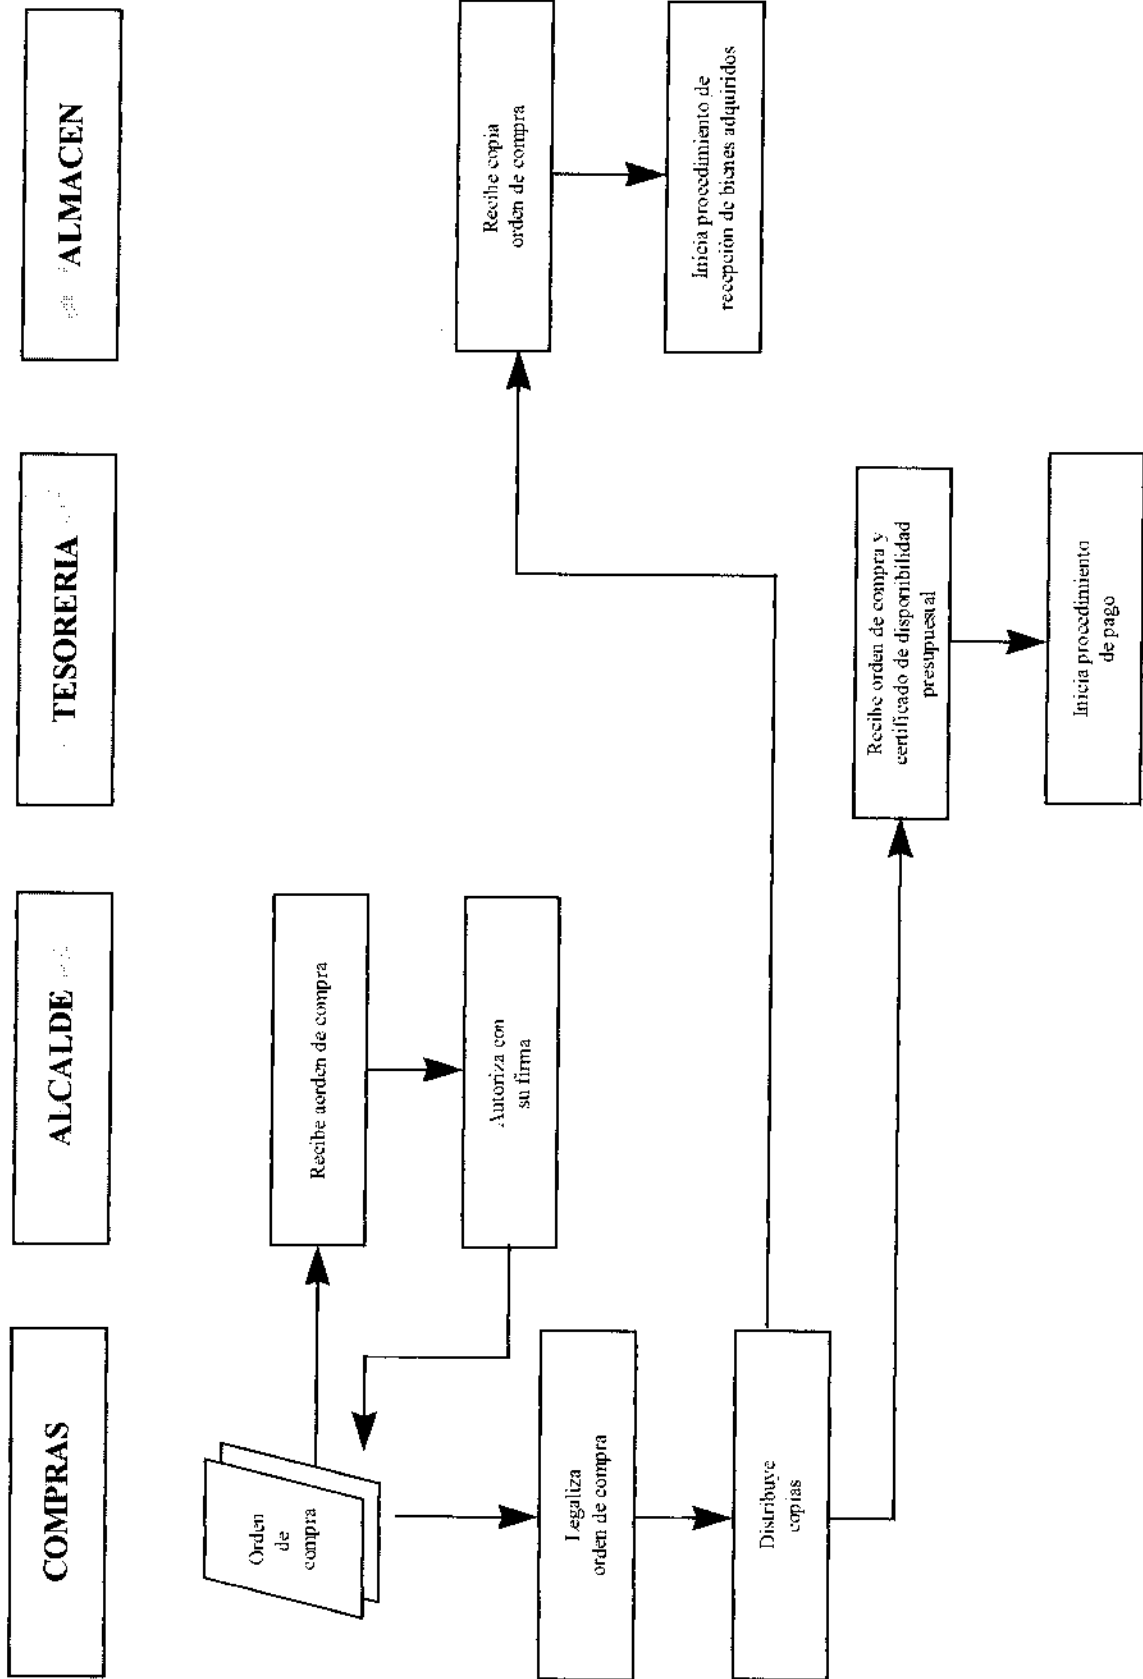 COMPRAS
ALCALDE
TESORERIA
ALMACEN
Orden
de
compra
Recibe aorden de compra
Autoriza con
su firma
Legaliza
orden de compra
Distribuye
copias
Recibe copia
orden de compra
Inicia procedimiento de
recepción de bienes adquiridos
Recibe orden de compra y
certificado de disponibilidad
presupuestal
Inicia procedimiento
de pago